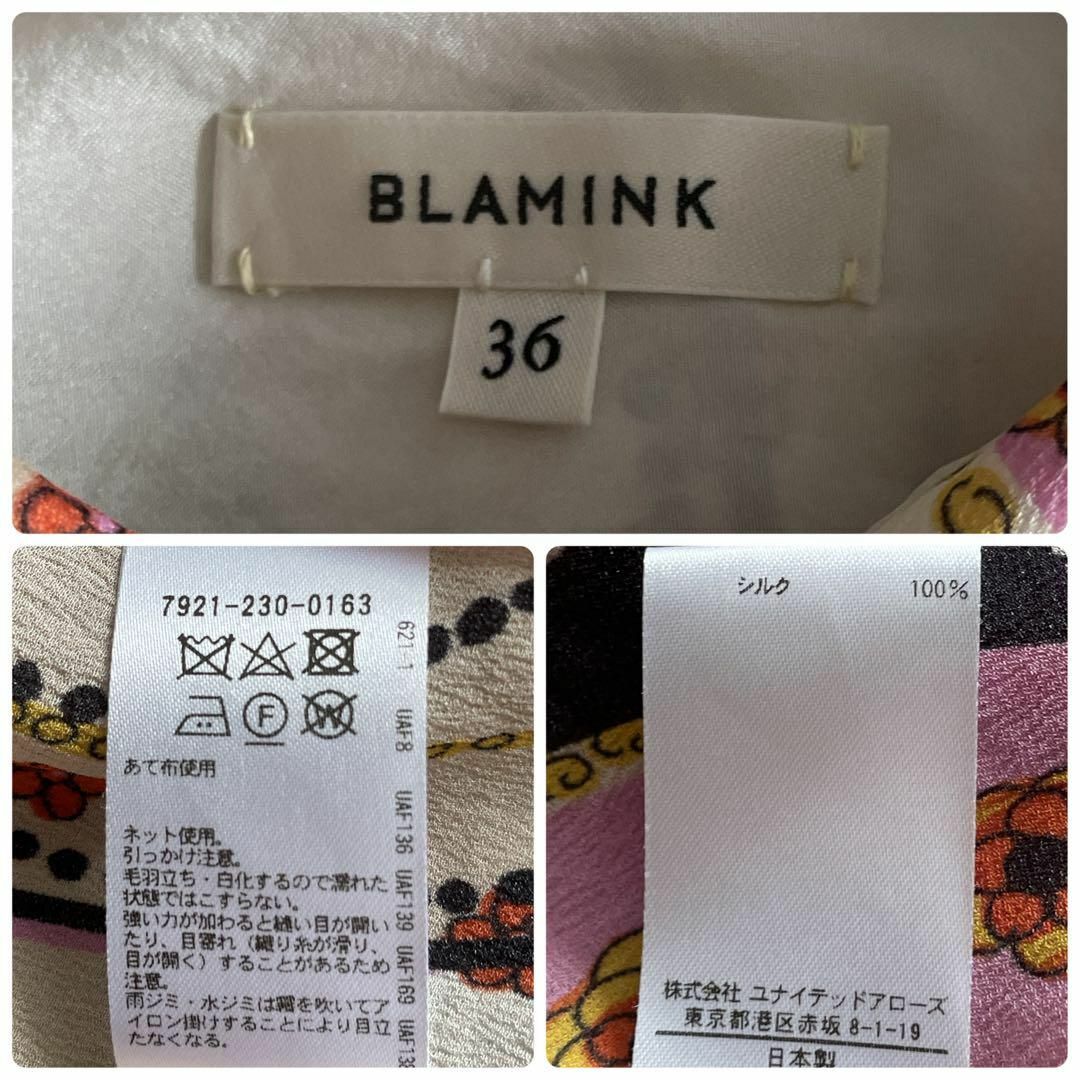 BLAMINK
36
7921-230-0163
F
W
あて布使用
ネット使用。
引っかけ注意。
毛羽立ち・白化するので濡れた
状態ではこすらない。
強い力が加わると縫い目が開い
たり、目寄れ（織り糸が滑り、
目が開く）することがあるため
注意。
雨ジミ・水ジミは霧を吹いてア
イロン掛けすることにより目立
たなくなる。
621-1 UAF8 UAF136 UAF139 UAF169
シルク 100%
株式会社 ユナイテッドアローズ
東京都港区赤坂 8-1-19
日本製